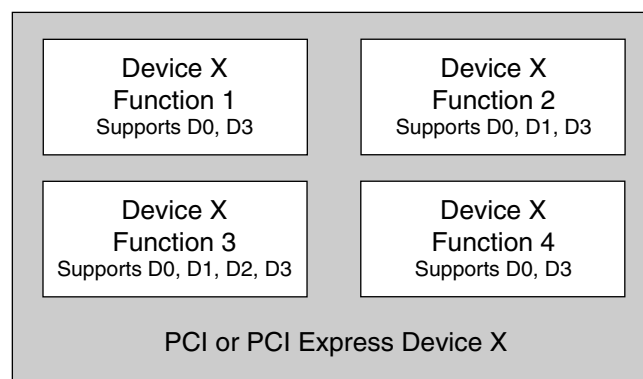 Device X
Function 1
Supports D0, D3
Device X
Function 2
Supports D0, D1, D3
Device X
Function 3
Supports D0, D1, D2, D3
Device X
Function 4
Supports D0, D3
PCI or PCI Express Device X